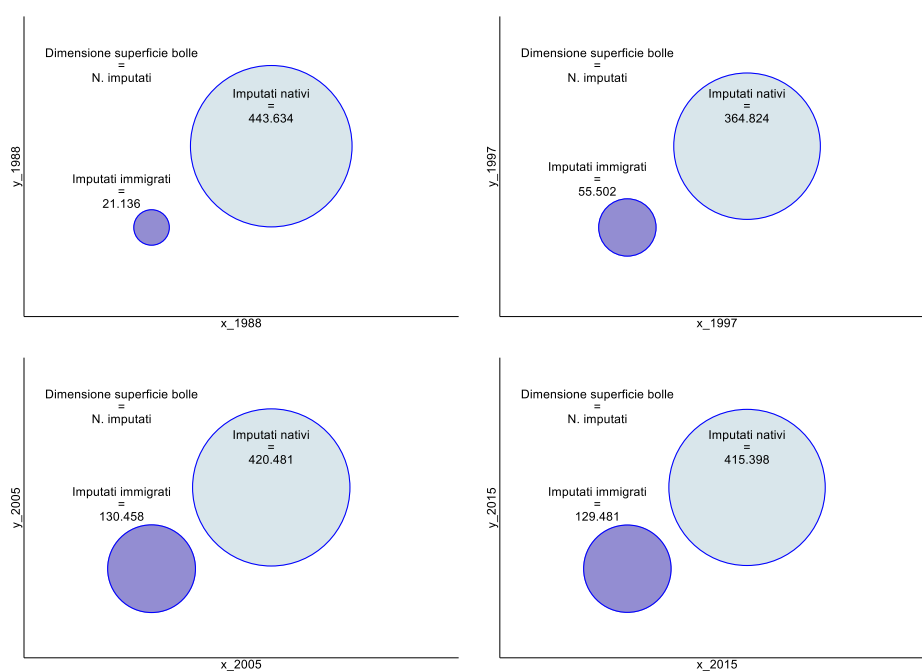 Dimensione superficie bolle
=
N. imputati
Imputati nativi
=
443.634
Imputati immigrati
=
21.136
y_1988
x_1988
Dimensione superficie bolle
=
N. imputati
Imputati nativi
=
364.824
Imputati immigrati
=
55.502
y_1997
x_1997
Dimensione superficie bolle
=
N. imputati
Imputati nativi
=
420.481
Imputati immigrati
=
130.458
y_2005
x_2005
Dimensione superficie bolle
=
N. imputati
Imputati nativi
=
415.398
Imputati immigrati
=
129.481
y_2015
x_2015